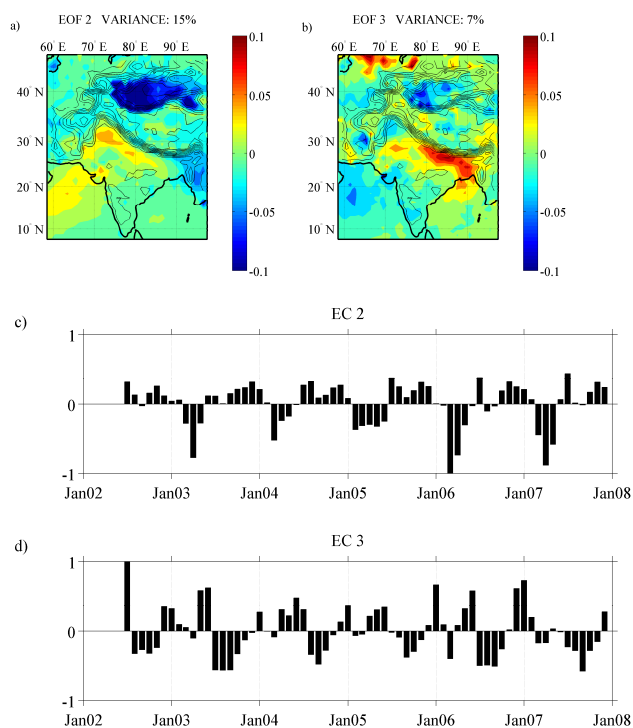 EOF 2 VARIANCE: 15%
a)
60° E 70° E 80° E 90° E
40° N
30° N
20° N
10° N
0.1
0.05
0
-0.05
-0.1
EOF 3 VARIANCE: 7%
b)
60° E 70° E 80° E 90° E
40° N
30° N
20° N
10° N
0.1
0.05
0
-0.05
-0.1
c)
EC 2
1
0
-1
Jan02 Jan03 Jan04 Jan05 Jan06 Jan07 Jan08
d)
EC 3
1
0
-1
Jan02 Jan03 Jan04 Jan05 Jan06 Jan07 Jan08